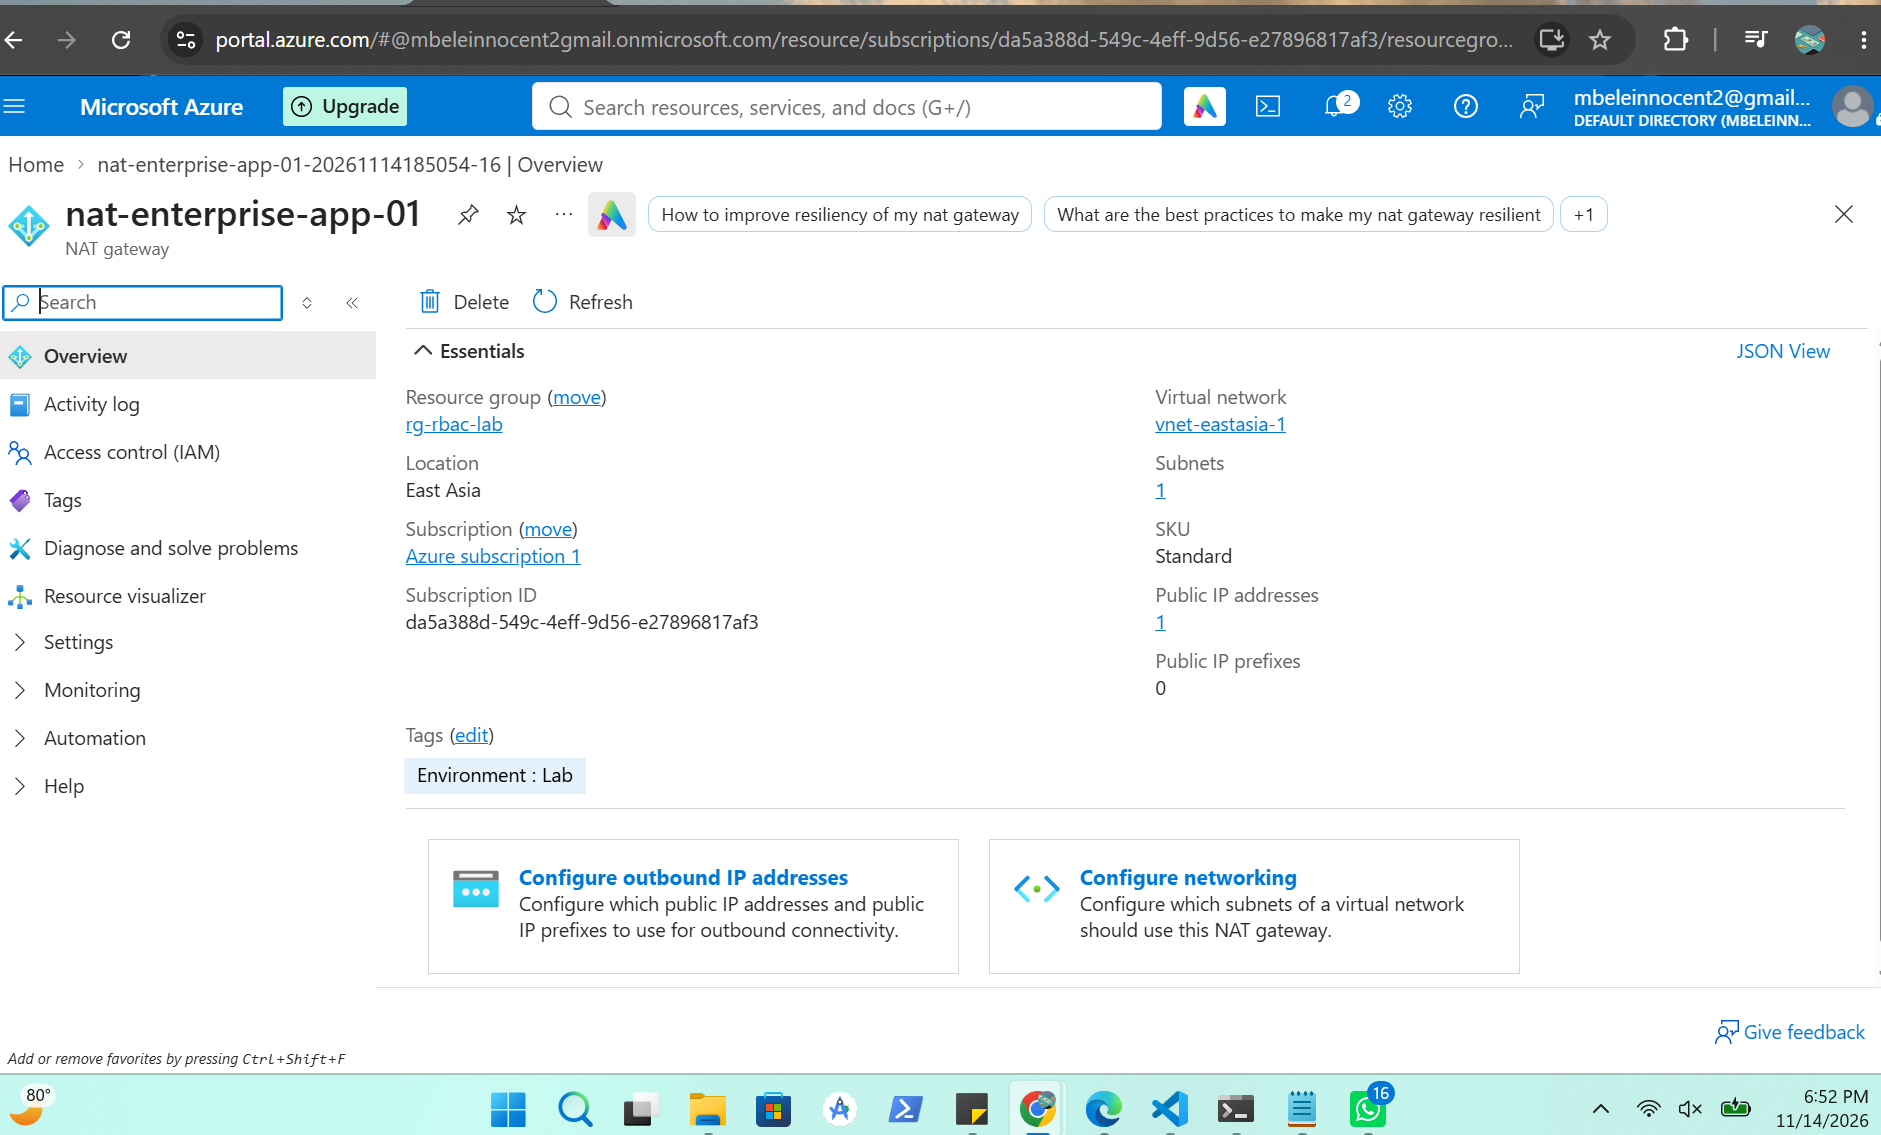 portal.azure.com/#@mbeleinnocent2gmail.onmicrosoft.com/resource/subscriptions/da5a388d-549c-4eff-9d56-e27896817af3/resourcegro...
Microsoft Azure
Upgrade
Search resources, services, and docs (G+/)
2
mbeleinnocent2@gmail...
DEFAULT DIRECTORY (MBELEINN...
Home > nat-enterprise-app-01-20261114185054-16 | Overview
nat-enterprise-app-01
NAT gateway
How to improve resiliency of my nat gateway
What are the best practices to make my nat gateway resilient
+1
Search
Delete
Refresh
Overview
Activity log
Access control (IAM)
Tags
Diagnose and solve problems
Resource visualizer
Settings
Monitoring
Automation
Help
Essentials
JSON View
Resource group (move)
rg-rbac-lab
Location
East Asia
Subscription (move)
Azure subscription 1
Subscription ID
da5a388d-549c-4eff-9d56-e27896817af3
Virtual network
vnet-eastasia-1
Subnets
1
SKU
Standard
Public IP addresses
1
Public IP prefixes
0
Tags (edit)
Environment : Lab
Configure outbound IP addresses
Configure which public IP addresses and public
IP prefixes to use for outbound connectivity.
Configure networking
Configure which subnets of a virtual network
should use this NAT gateway.
Give feedback
Add or remove favorites by pressing Ctrl+Shift+F
80°
16
6:52 PM
11/14/2026